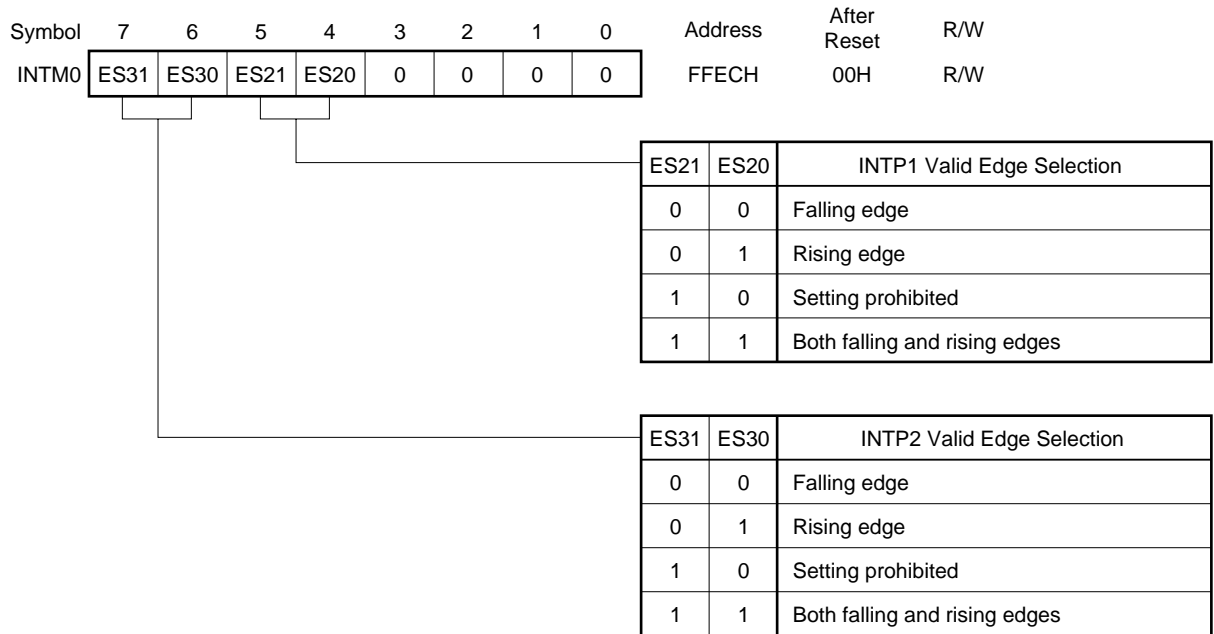 Symbol 7 6 5 4 3 2 1 0 Address After Reset R/W
INTM0 ES31 ES30 ES21 ES20 0 0 0 0 FFECH 00H R/W
ES21 ES20 INTP1 Valid Edge Selection
0 0 Falling edge
0 1 Rising edge
1 0 Setting prohibited
1 1 Both falling and rising edges
ES31 ES30 INTP2 Valid Edge Selection
0 0 Falling edge
0 1 Rising edge
1 0 Setting prohibited
1 1 Both falling and rising edges